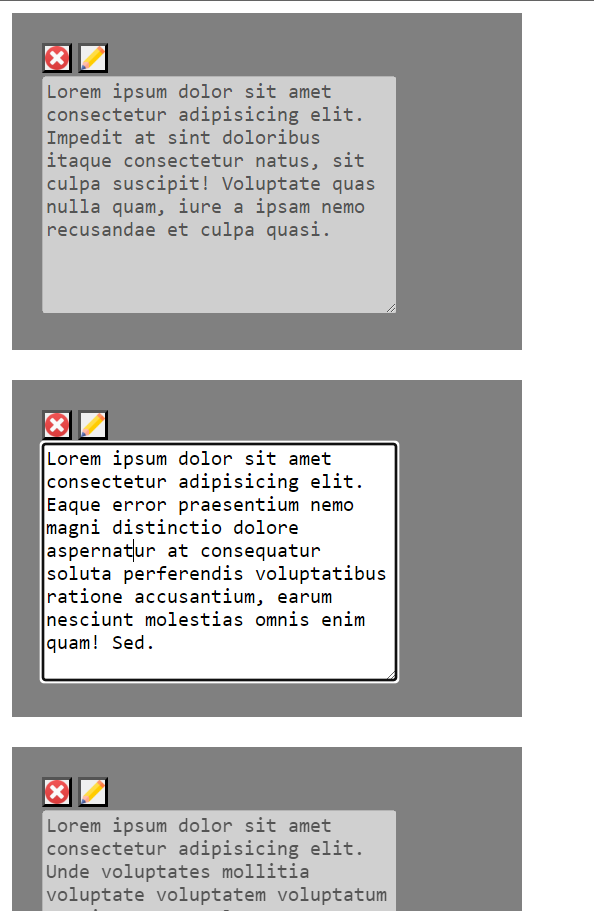 Lorem ipsum dolor sit amet
consectetur adipisicing elit.
Impedit at sint doloribus
itaque consectetur natus, sit
culpa suscipit! Voluptate quas
nulla quam, iure a ipsam nemo
recusandae et culpa quasi.
Lorem ipsum dolor sit amet
consectetur adipisicing elit.
Eaque error praesentium nemo
magni distinctio dolore
aspernatur at consequatur
soluta perferendis voluptatibus
ratione accusantium, earum
nesciunt molestias omnis enim
quam! Sed.
Lorem ipsum dolor sit amet
consectetur adipisicing elit.
Unde voluptates mollitia
voluptate voluptatem voluptatum